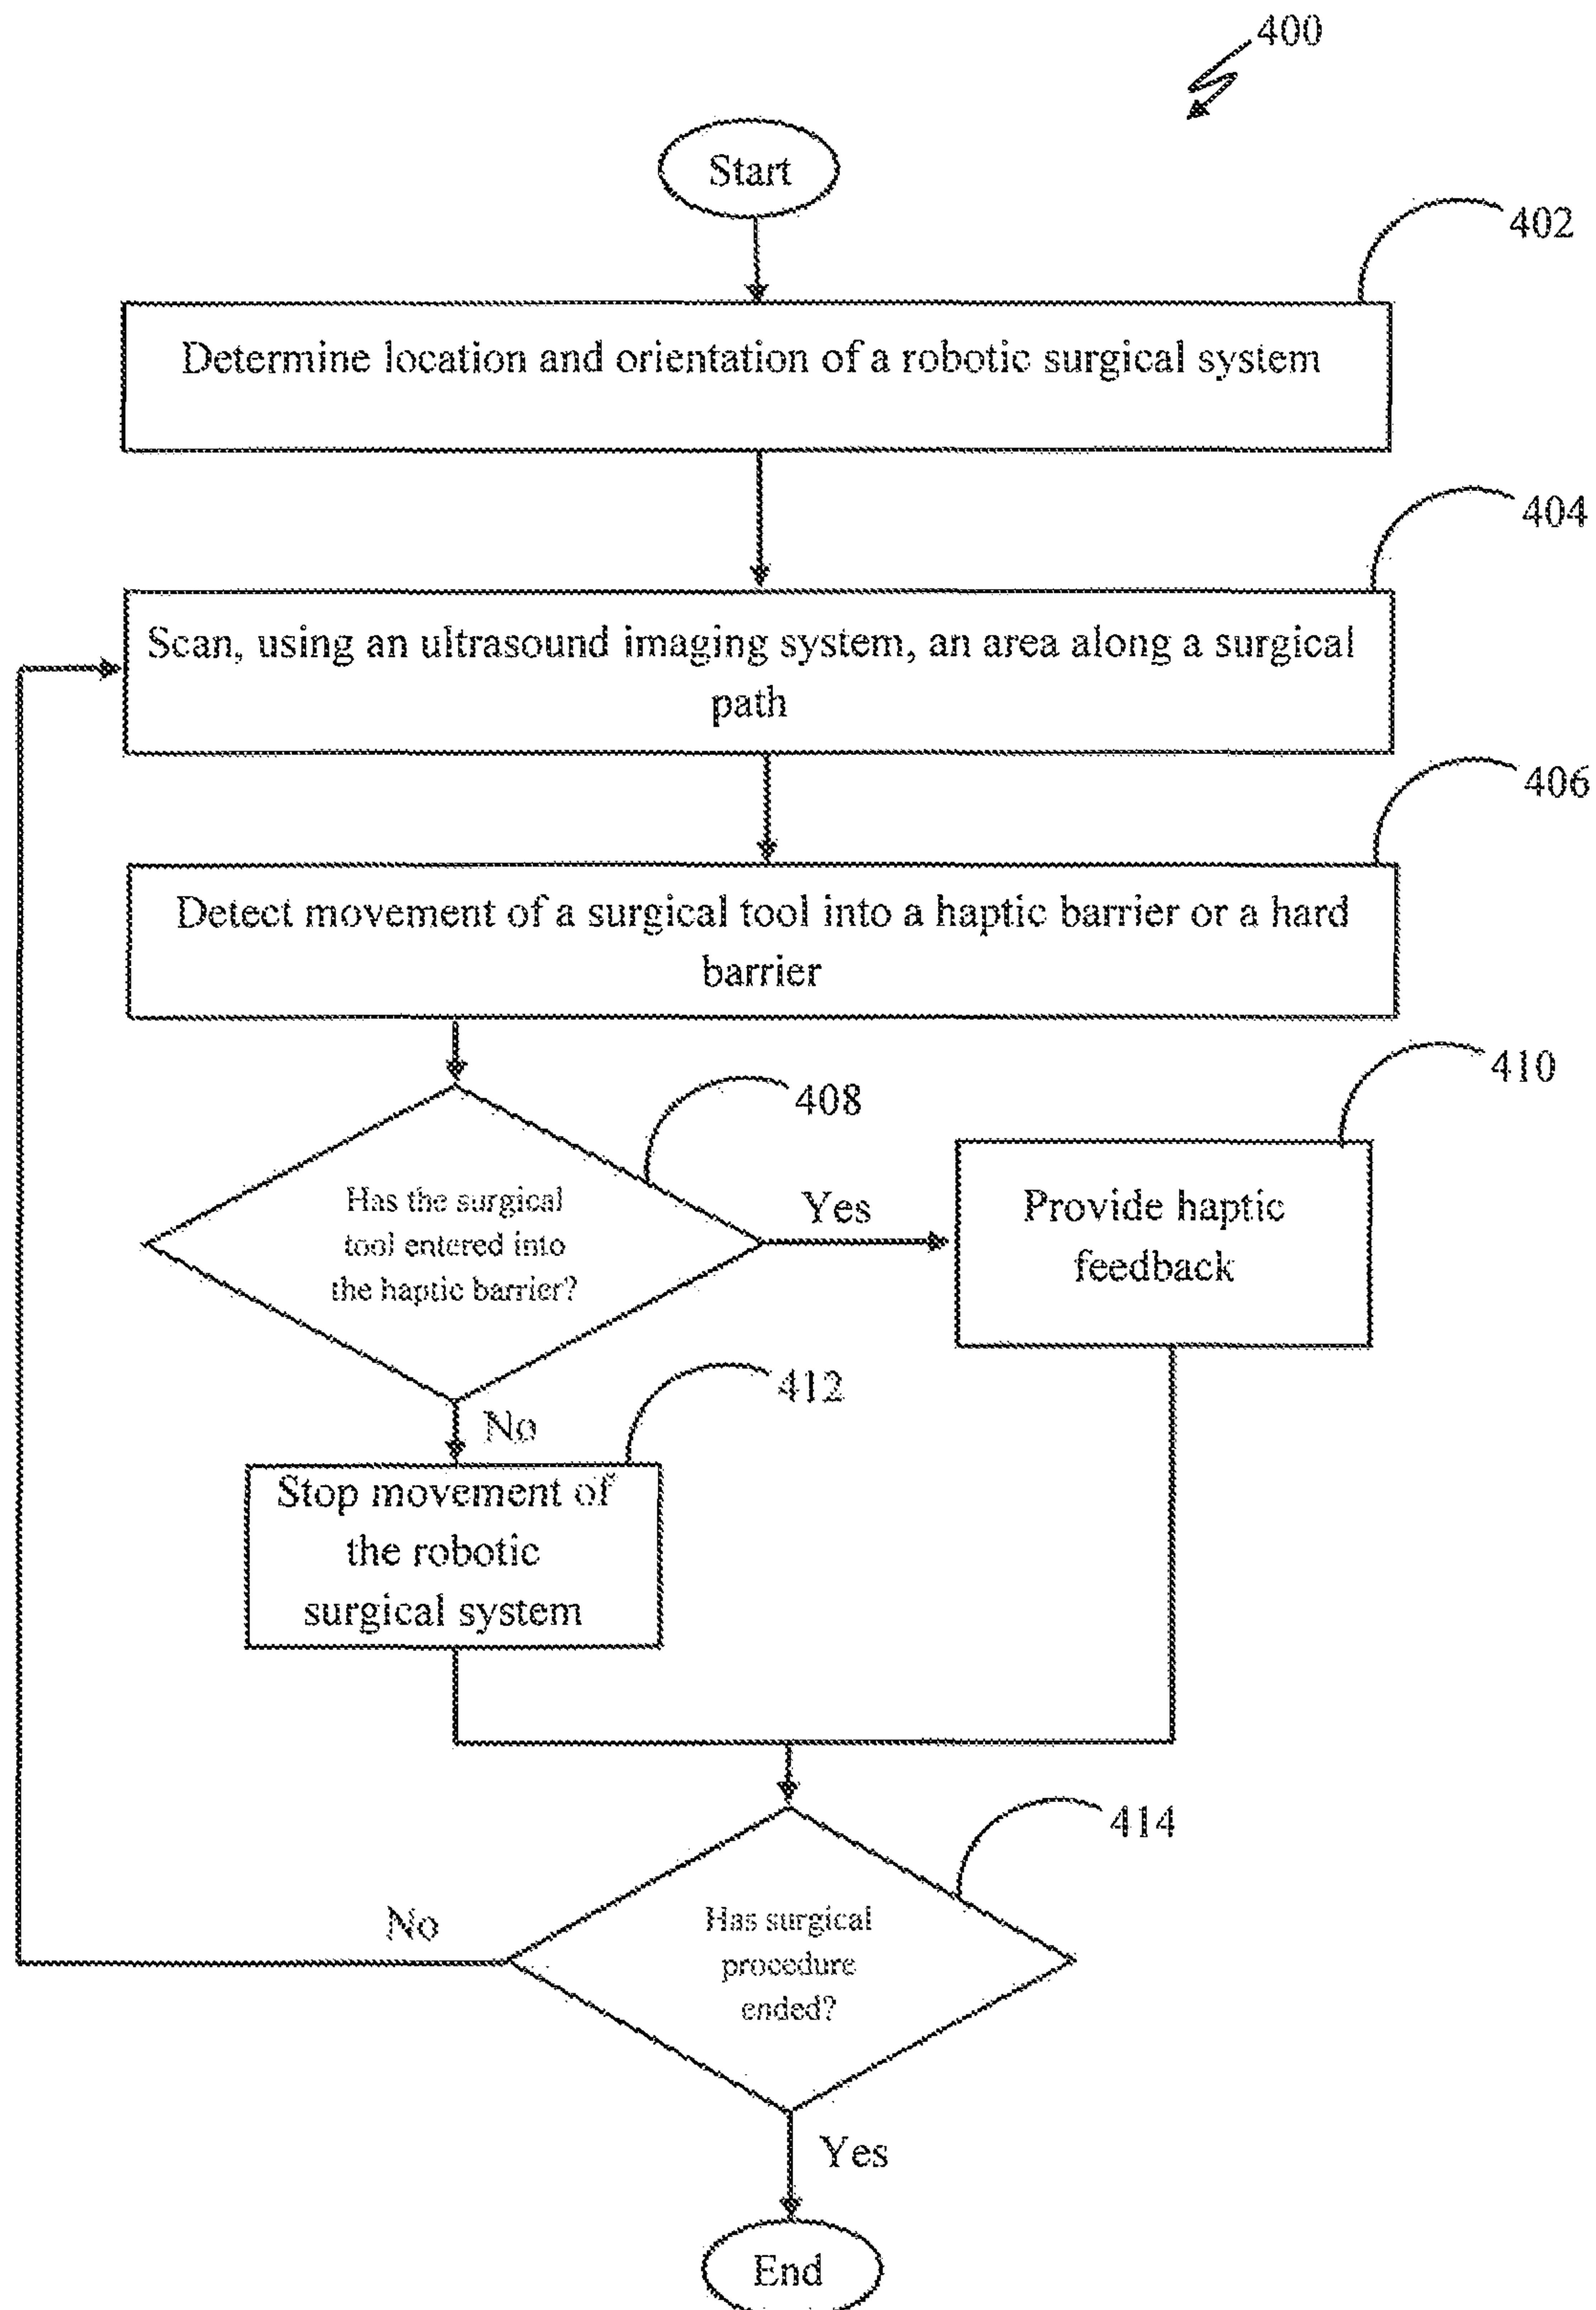 400
Start
402
Determine location and orientation of a robotic surgical system
404
Scan, using an ultrasound imaging system, an area along a surgical
path
406
Detect movement of a surgical tool into a haptic barrier or a hard
barrier
408
Has the surgical
tool entered into
the haptic barrier?
Yes
410
Provide haptic
feedback
No
412
Stop movement of
the robotic
surgical system
414
Has surgical
procedure
ended?
No
Yes
End